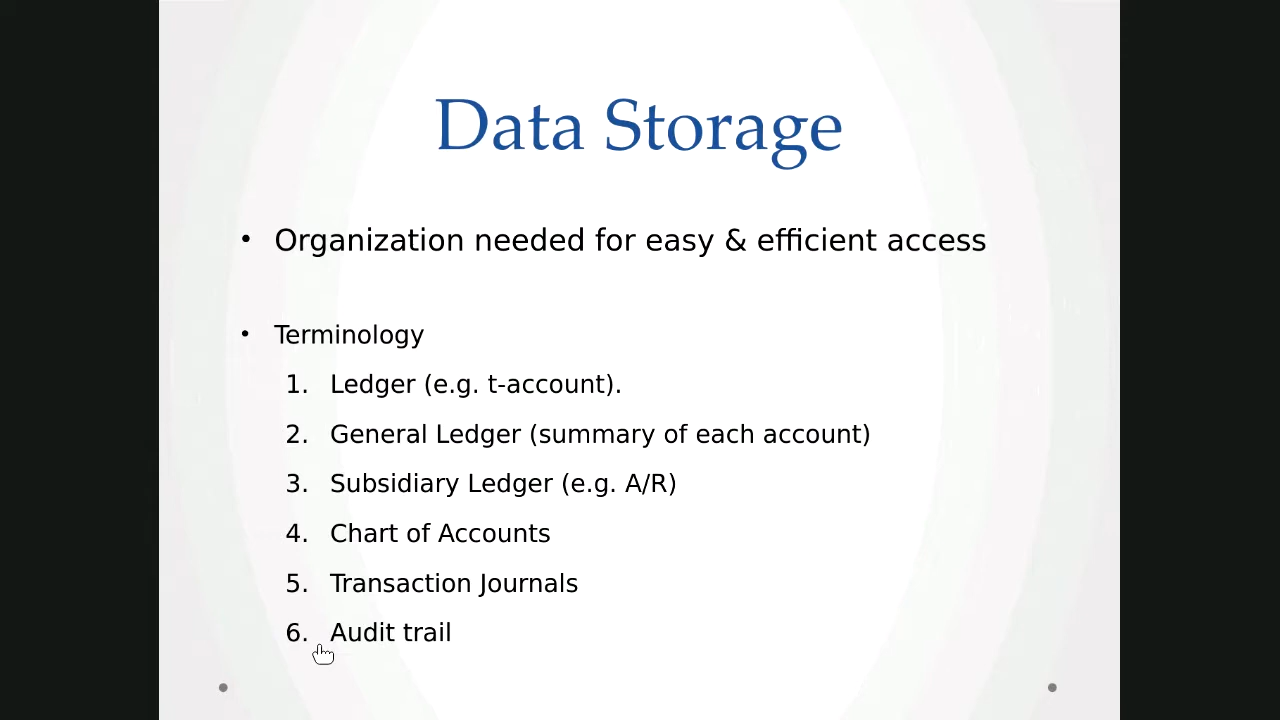 Data Storage
• Organization needed for easy & efficient access
• Terminology
1. Ledger (e.g. t-account).
2. General Ledger (summary of each account)
3. Subsidiary Ledger (e.g. A/R)
4. Chart of Accounts
5. Transaction Journals
6. Audit trail